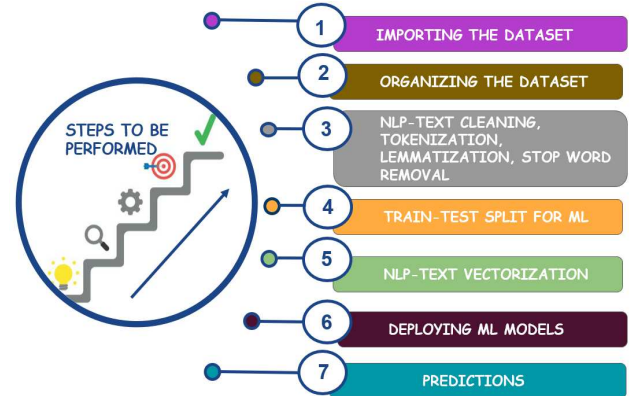 STEPS TO BE
PERFORMED
1
IMPORTING THE DATASET
2
ORGANIZING THE DATASET
3
NLP-TEXT CLEANING,
TOKENIZATION,
LEMMATIZATION, STOP WORD
REMOVAL
4
TRAIN-TEST SPLIT FOR ML
5
NLP-TEXT VECTORIZATION
6
DEPLOYING ML MODELS
7
PREDICTIONS